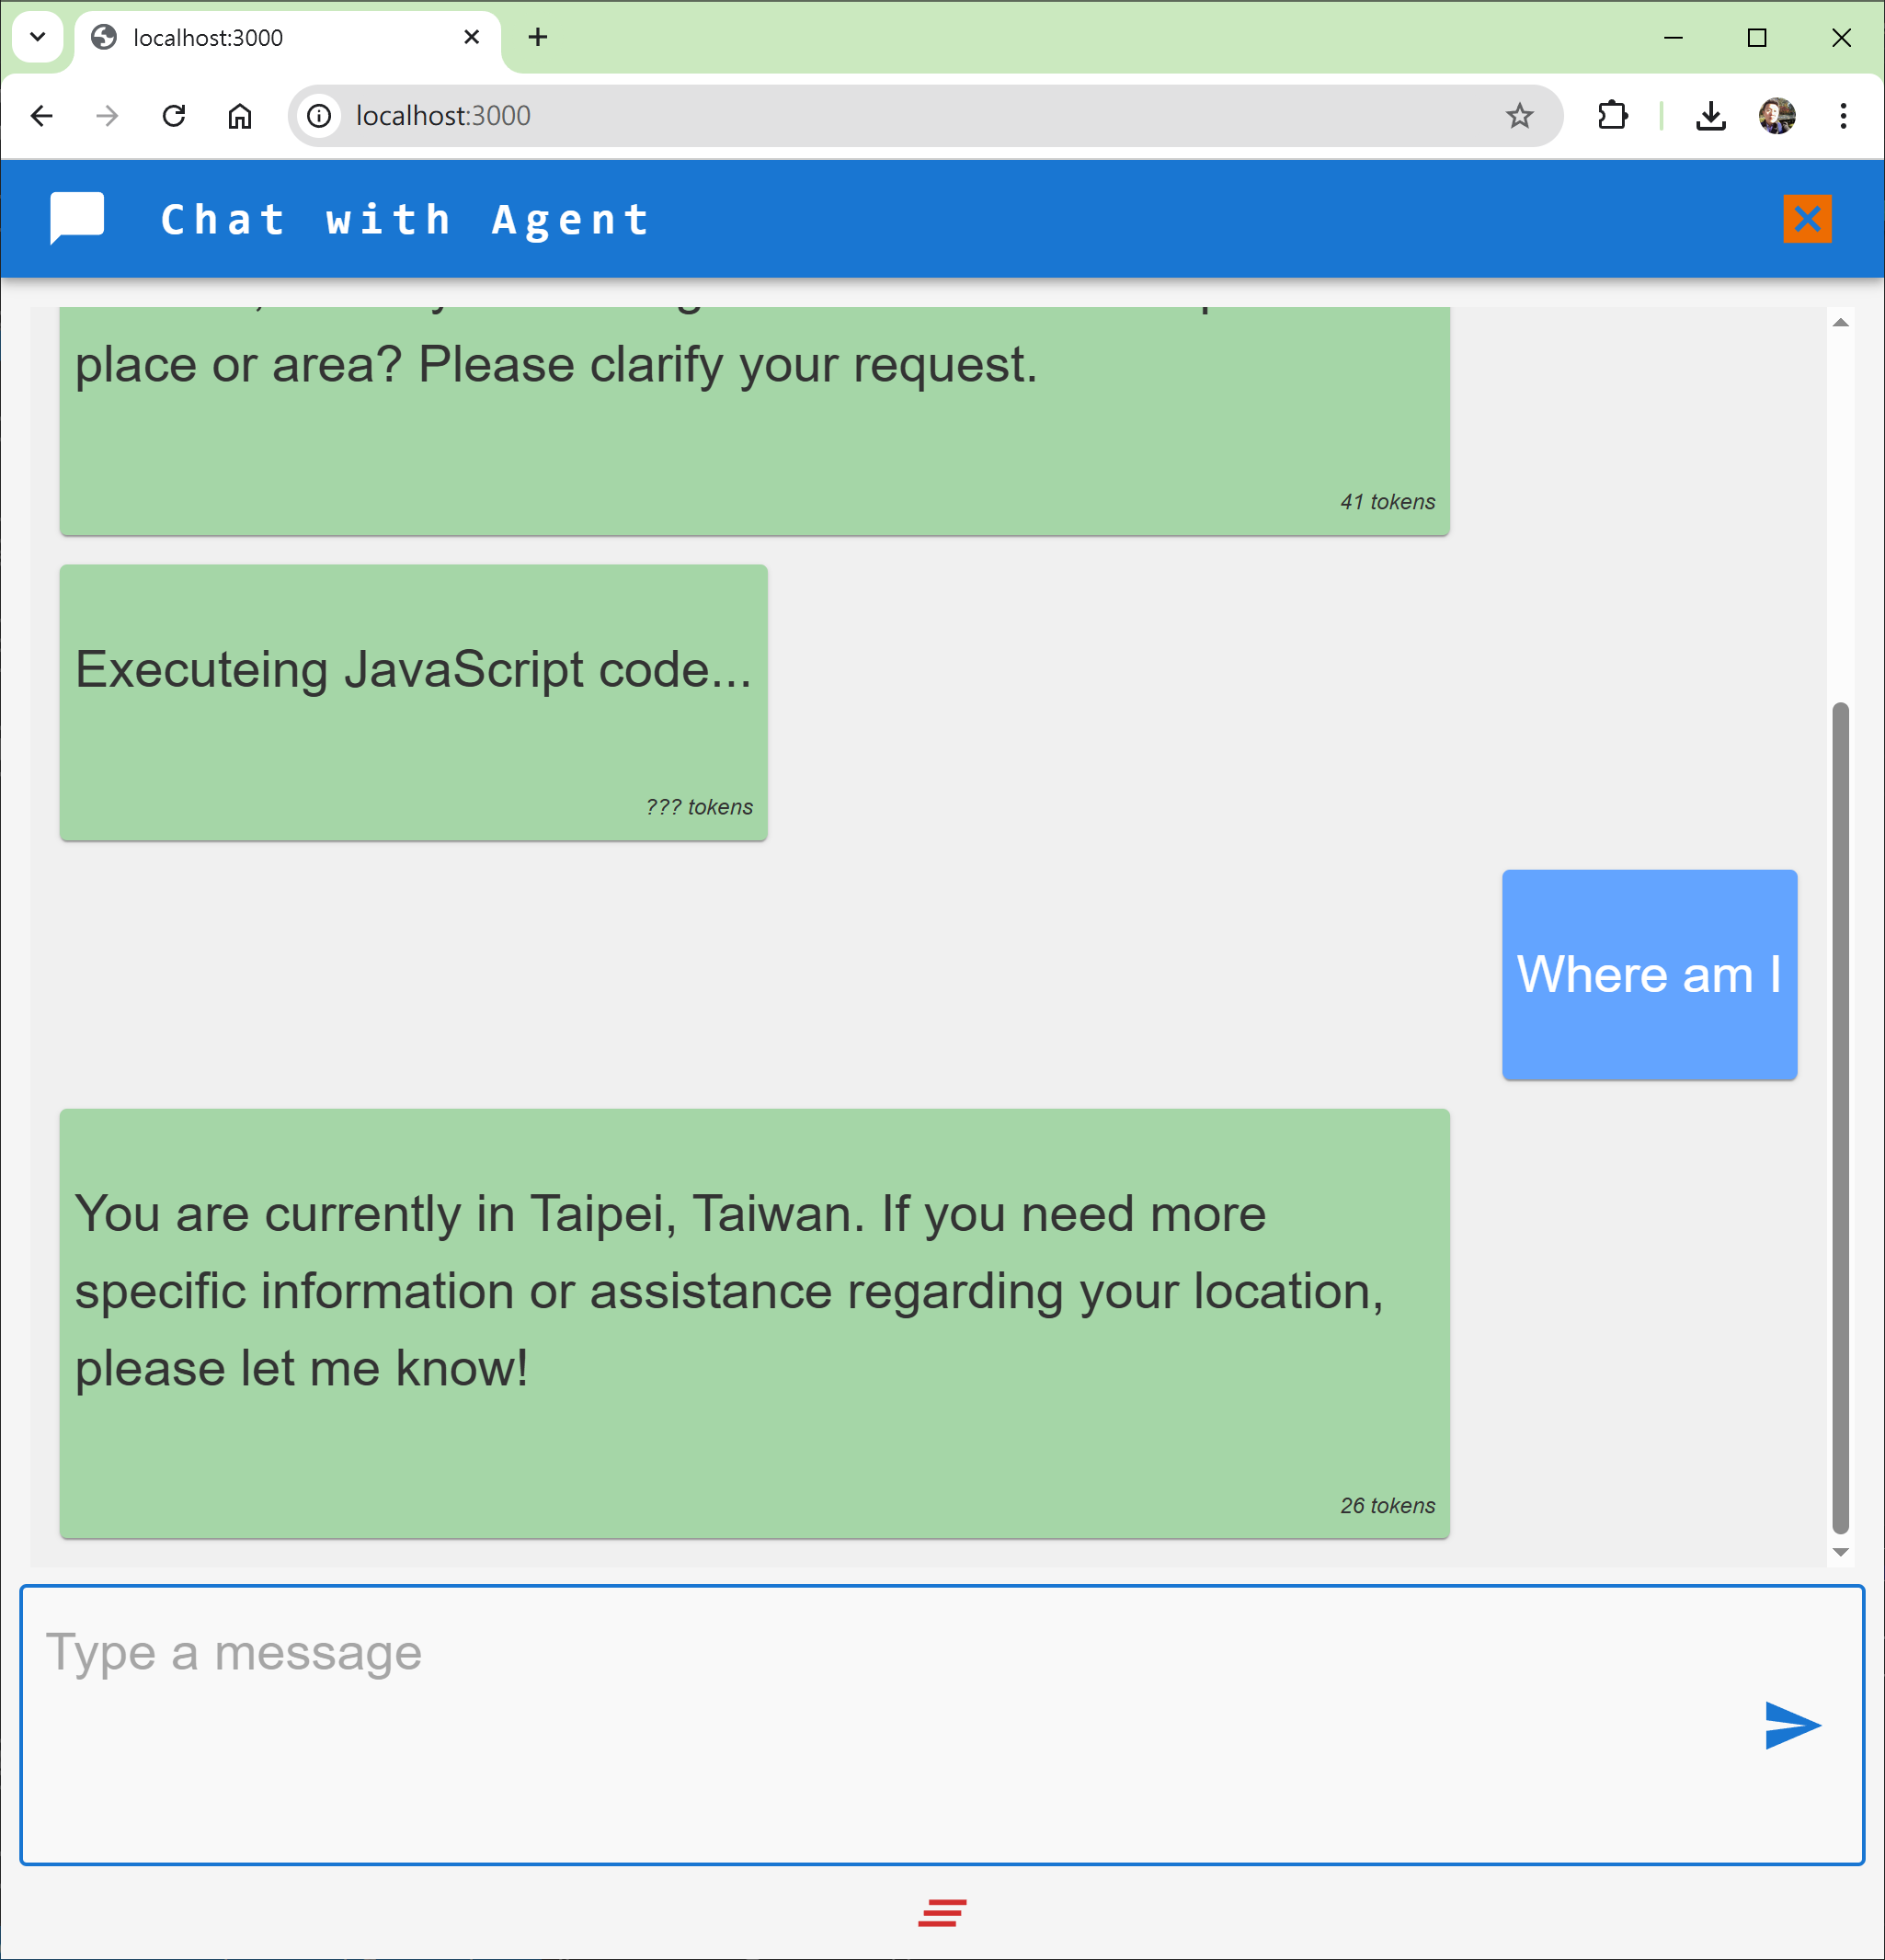 localhost:3000
localhost:3000
Chat with Agent
place or area? Please clarify your request.
41 tokens
Executeing JavaScript code...
??? tokens
Where am I
You are currently in Taipei, Taiwan. If you need more
specific information or assistance regarding your location,
please let me know!
26 tokens
Type a message